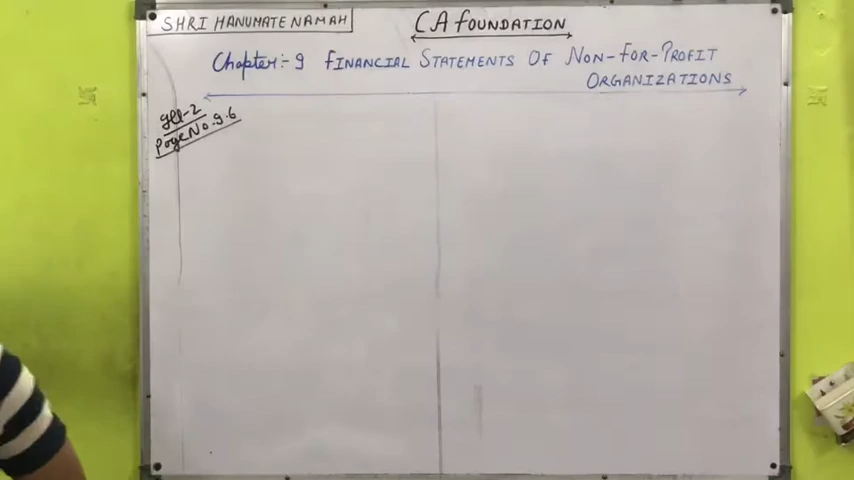 SHRI HANUMATE NAMAH
CA FOUNDATION
Chapter:- 9 FINANCIAL STATEMENTS OF NON-FOR-PROFIT
ORGANIZATIONS
ill-2
Page No. 9.6